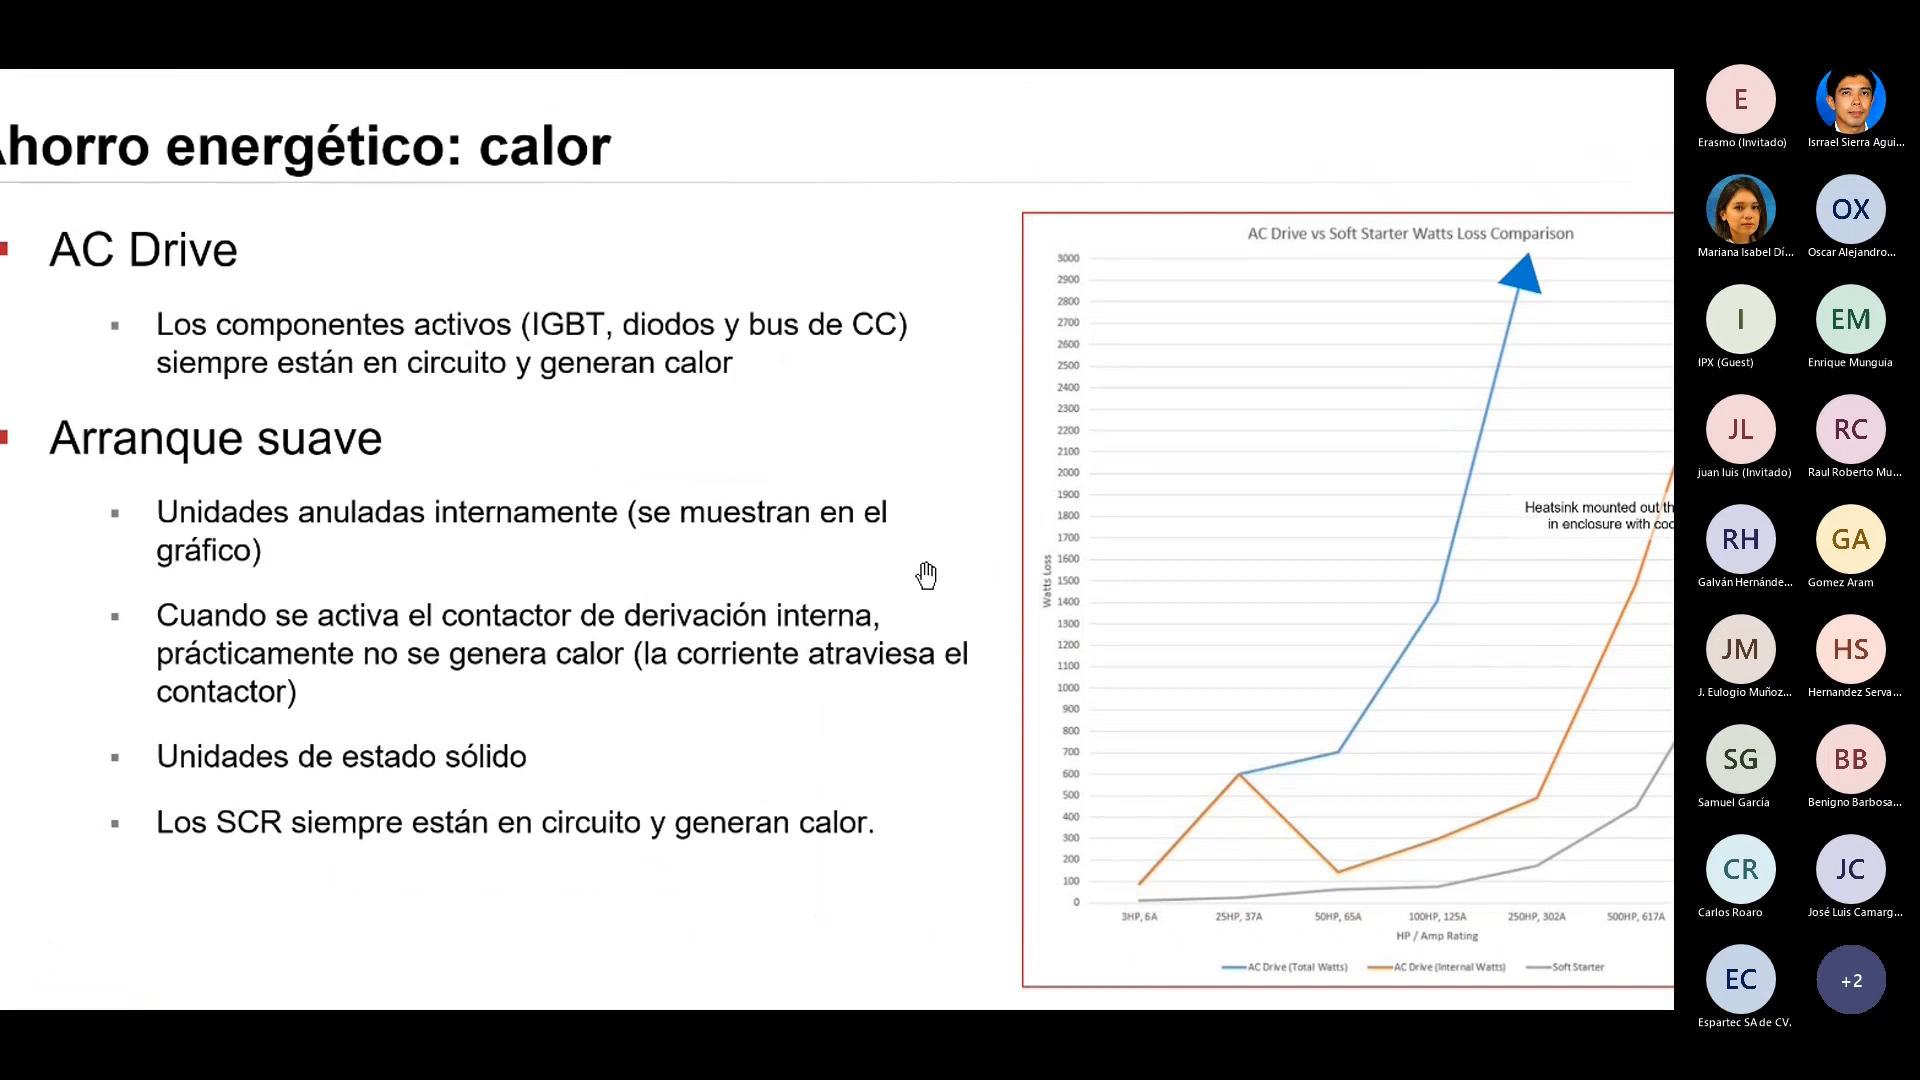 Ahorro energético: calor
AC Drive
Los componentes activos (IGBT, diodos y bus de CC)
siempre están en circuito y generan calor
Arranque suave
Unidades anuladas internamente (se muestran en el
gráfico)
Cuando se activa el contactor de derivación interna,
prácticamente no se genera calor (la corriente atraviesa el
contactor)
Unidades de estado sólido
Los SCR siempre están en circuito y generan calor.
AC Drive vs Soft Starter Watts Loss Comparison
3000
2900
2800
2700
2600
2500
2400
2300
2200
2100
2000
1900
1800
1700
1600
1500
1400
1300
1200
1100
1000
900
800
700
600
500
400
300
200
100
0
Watts Loss
Heatsink mounted out th
in enclosure with coo
3HP, 6A 25HP, 37A 50HP, 65A 100HP, 125A 250HP, 302A 500HP, 617A
HP / Amp Rating
AC Drive (Total Watts) AC Drive (Internal Watts) Soft Starter
E
Erasmo (Invitado) Isrrael Sierra Agui...
OX
Mariana Isabel Dí... Oscar Alejandro...
I EM
IPX (Guest) Enrique Munguia
JL RC
juan luis (Invitado) Raul Roberto Mu...
RH GA
Galván Hernánde... Gomez Aram
JM HS
J. Eulogio Muñoz... Hernandez Serva...
SG BB
Samuel García Benigno Barbosa...
CR JC
Carlos Roaro José Luis Camarg...
EC +2
Espartec SA de CV.